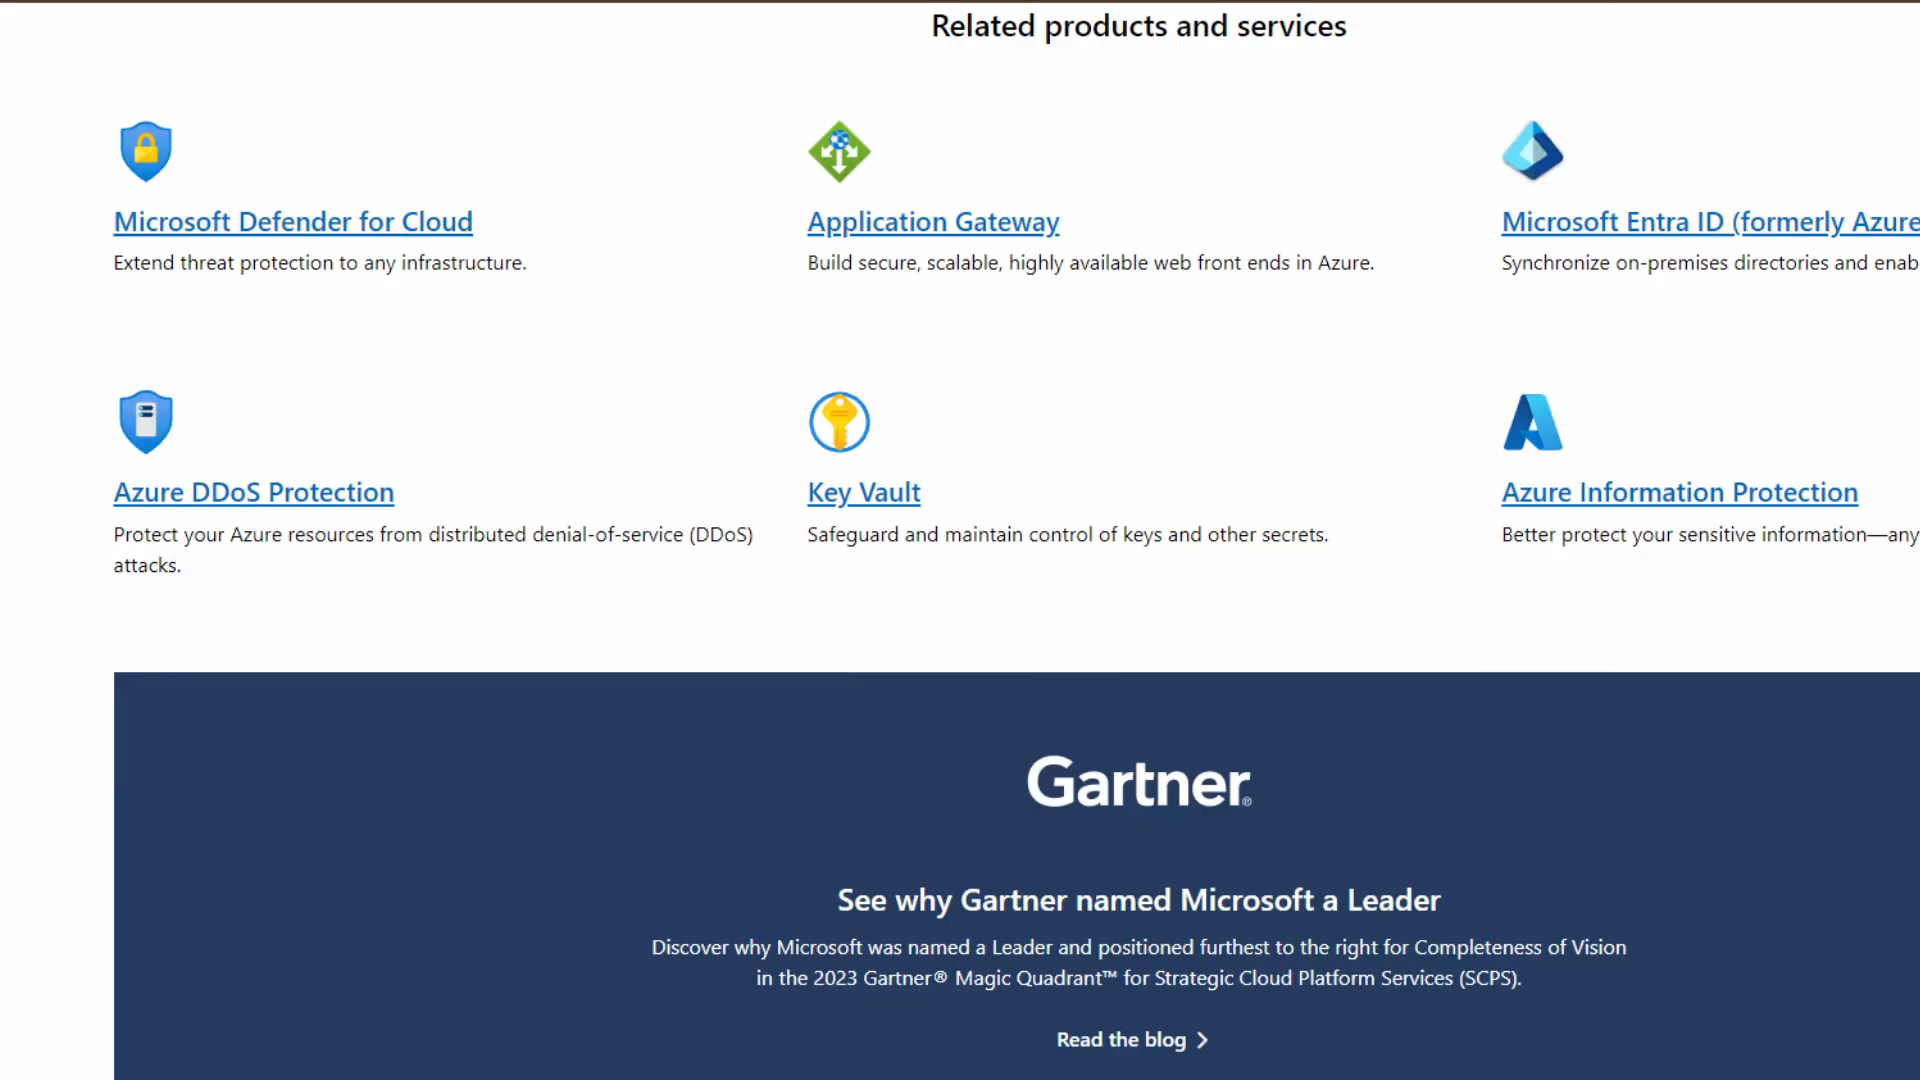 Related products and services
Microsoft Defender for Cloud
Extend threat protection to any infrastructure.
Application Gateway
Build secure, scalable, highly available web front ends in Azure.
Microsoft Entra ID (formerly Azure
Synchronize on-premises directories and enab
Azure DDoS Protection
Protect your Azure resources from distributed denial-of-service (DDoS)
attacks.
Key Vault
Safeguard and maintain control of keys and other secrets.
Azure Information Protection
Better protect your sensitive information—any
Gartner®
See why Gartner named Microsoft a Leader
Discover why Microsoft was named a Leader and positioned furthest to the right for Completeness of Vision
in the 2023 Gartner® Magic Quadrant™ for Strategic Cloud Platform Services (SCPS).
Read the blog